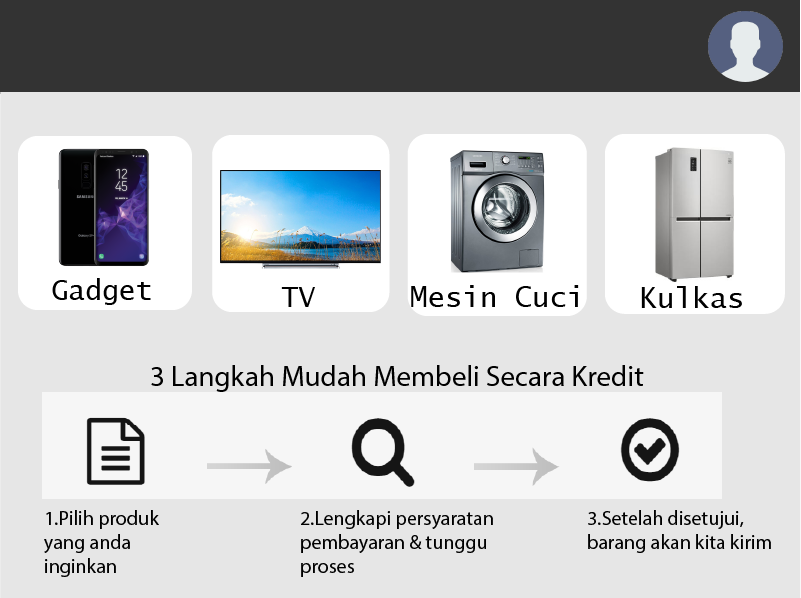 12
45
Gadget
TV
Mesin Cuci
Kulkas
3 Langkah Mudah Membeli Secara Kredit
1.Pilih produk
yang anda
inginkan
2.Lengkapi persyaratan
pembayaran & tunggu
proses
3.Setelah disetujui,
barang akan kita kirim